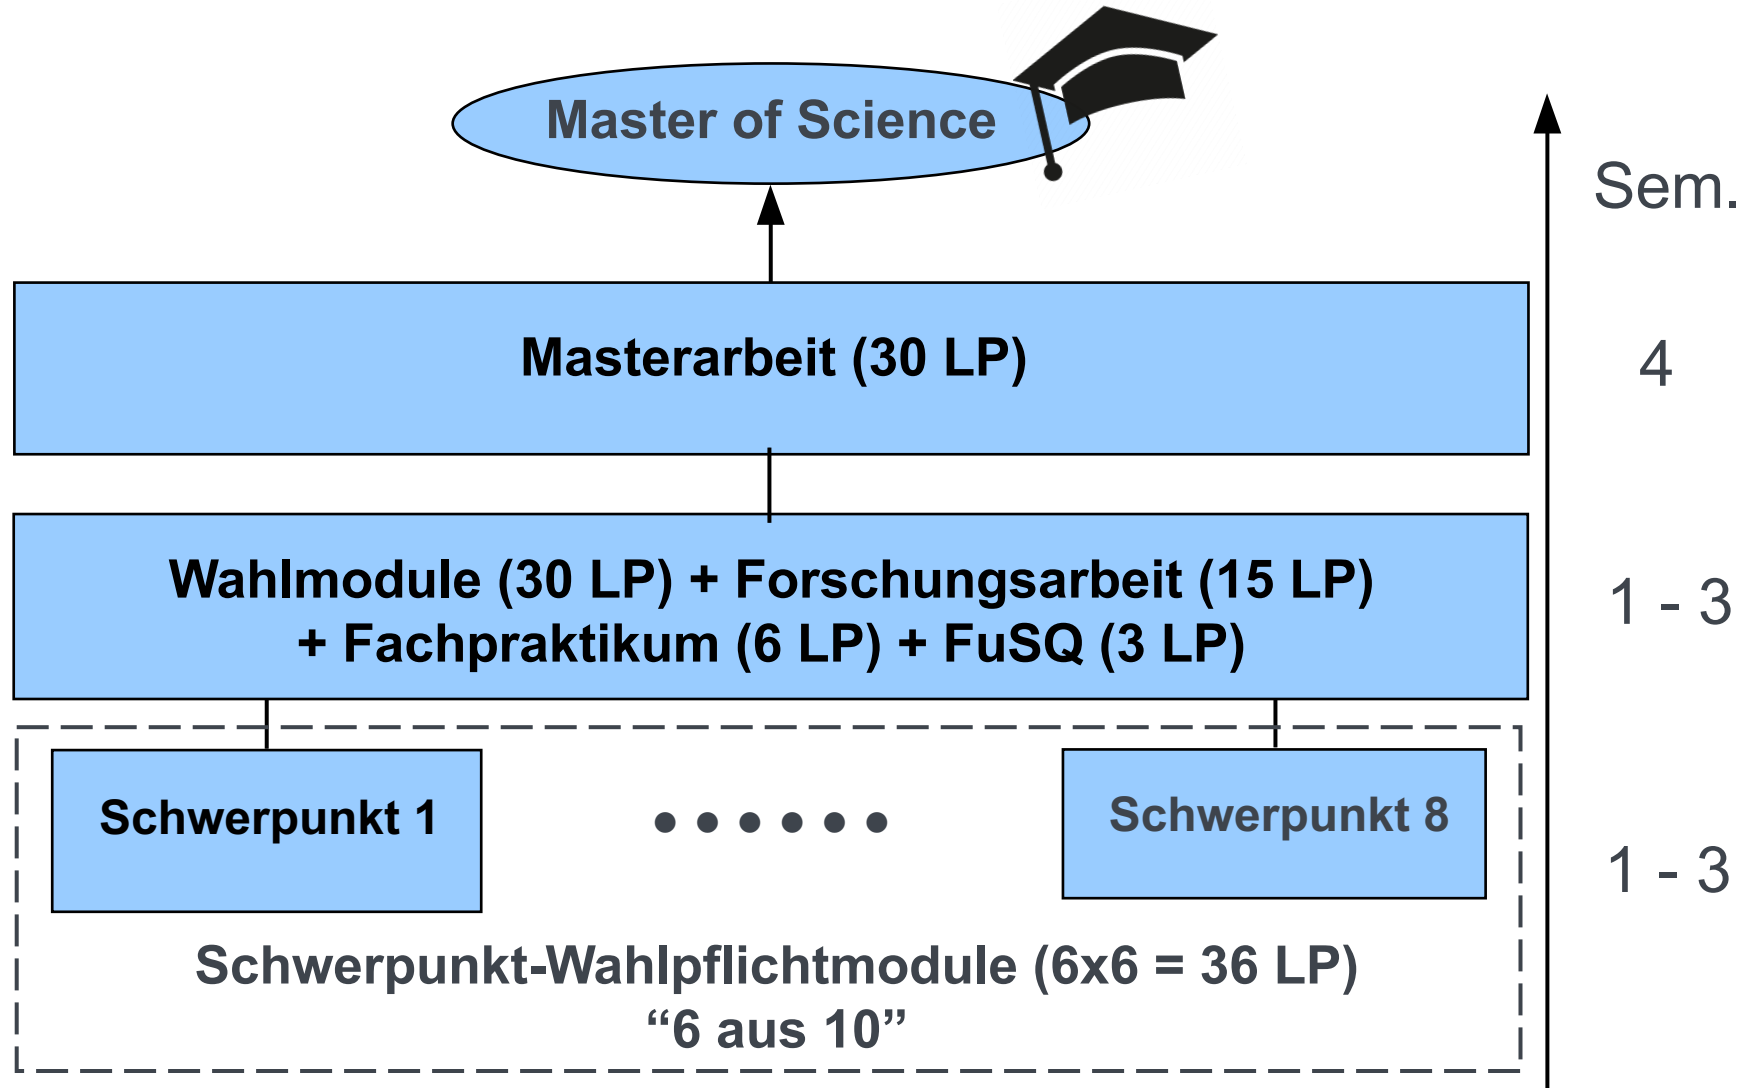 Master of Science
Sem.
Masterarbeit (30 LP)
4
Wahlmodule (30 LP) + Forschungsarbeit (15 LP)
+ Fachpraktikum (6 LP) + FuSQ (3 LP)
1 - 3
Schwerpunkt 1
Schwerpunkt 8
1 - 3
Schwerpunkt-Wahlpflichtmodule (6x6 = 36 LP)
“6 aus 10”